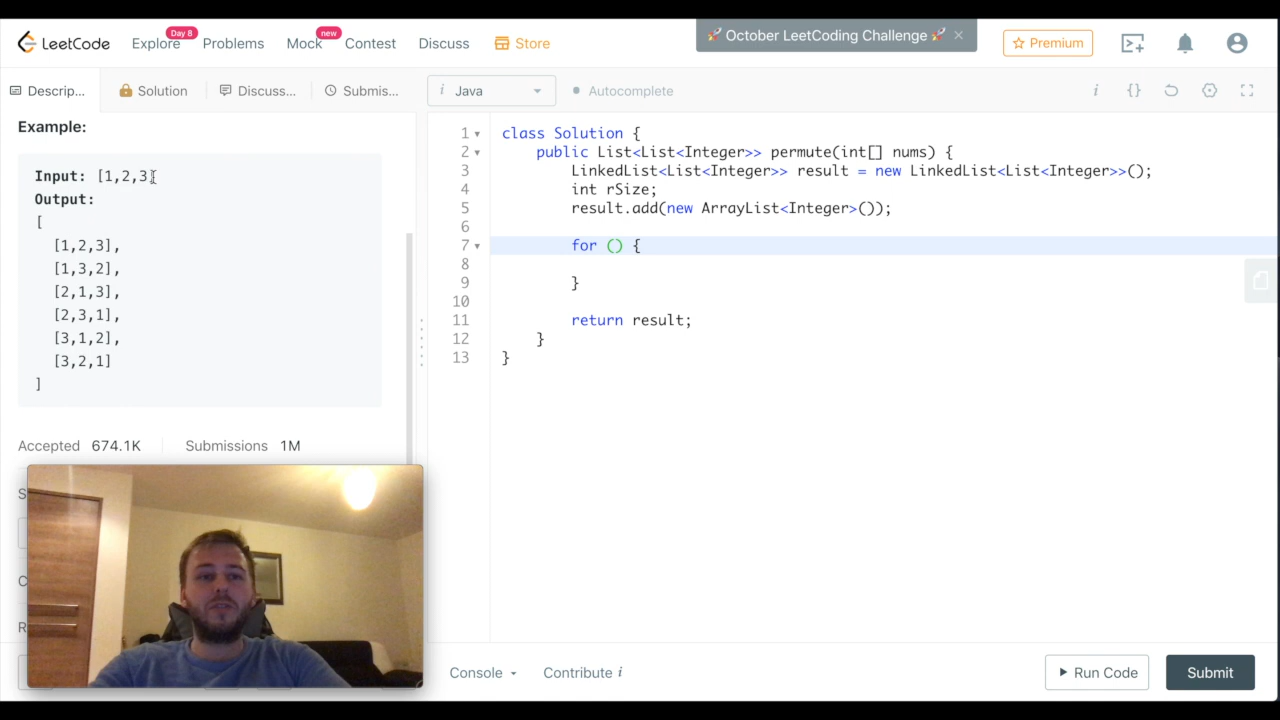 LeetCode
Explore
Day 8
Problems
Mock
new
Contest
Discuss
Store
🚀 October LeetCoding Challenge 🚀 ×
Premium
Descrip...
Solution
Discuss...
Submis...
i Java
Autocomplete
i {}
Example:
Input: [1,2,3
Output:
[
[1,2,3],
[1,3,2],
[2,1,3],
[2,3,1],
[3,1,2],
[3,2,1]
]
Accepted 674.1K Submissions 1M
S
C
R
1 class Solution {
2 public List<List<Integer>> permute(int[] nums) {
3 LinkedList<List<Integer>> result = new LinkedList<List<Integer>>();
4 int rSize;
5 result.add(new ArrayList<Integer>());
6
7 for () {
8
9 }
10
11 return result;
12 }
13 }
Console
Contribute i
Run Code
Submit